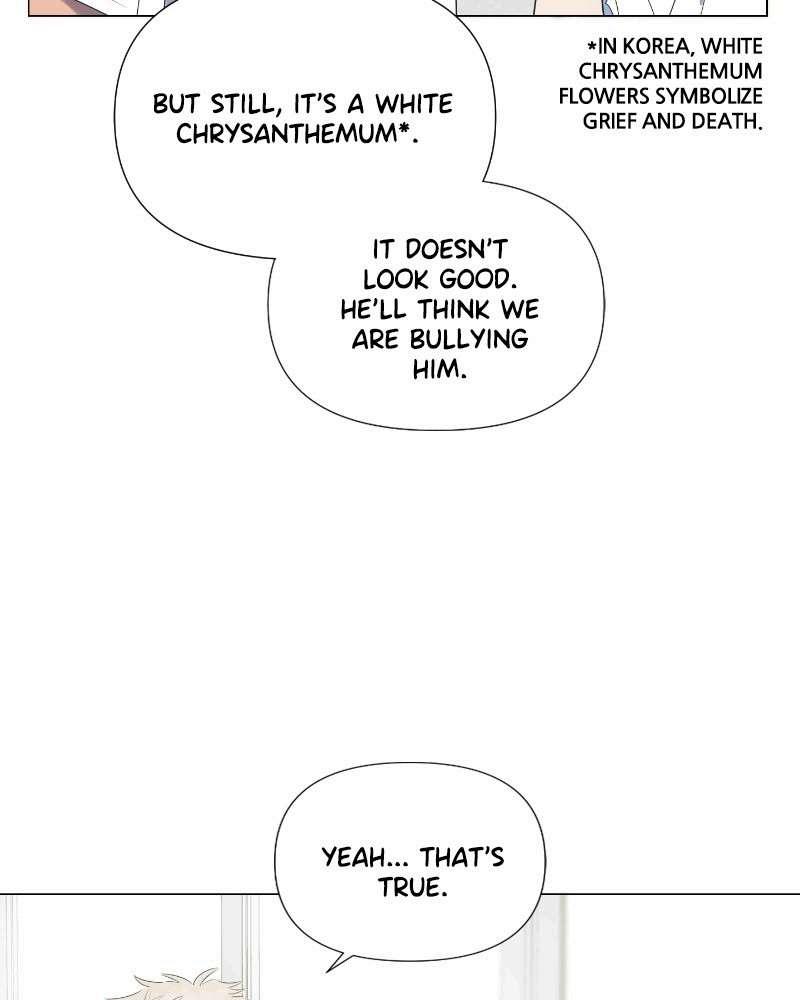 *IN KOREA, WHITE
CHRYSANTHEMUM
FLOWERS SYMBOLIZE
GRIEF AND DEATH.
BUT STILL, IT'S A WHITE
CHRYSANTHEMUM*.
IT DOESN'T
LOOK GOOD.
HE'LL THINK WE
ARE BULLYING
HIM.
YEAH... THAT'S
TRUE.